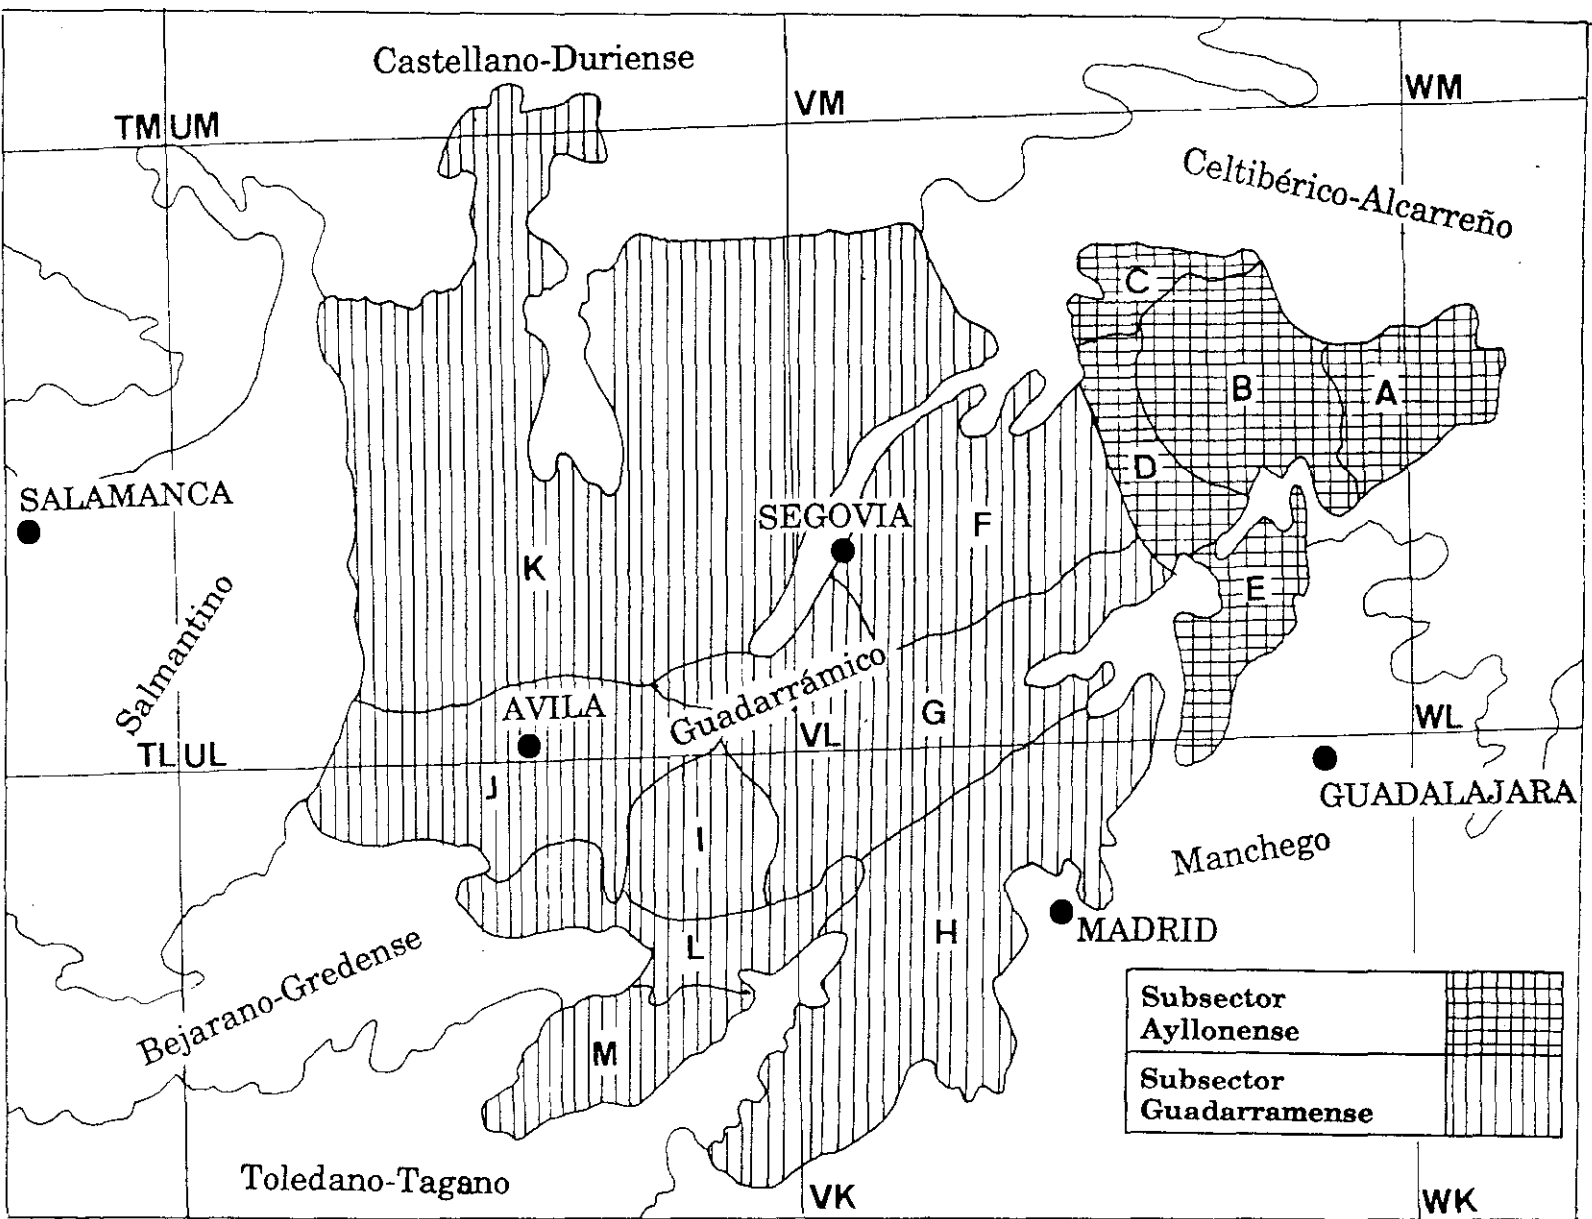 Castellano-Duriense
VM
WM
TM UM
Celtibérico-Alcarreño
C
B
A
D
SALAMANCA
SEGOVIA
F
K
E
Salmantino
Guadarrámico
AVILA
G
VL
WL
TL UL
J
GUADALAJARA
I
Manchego
H
MADRID
L
Bejarano-Gredense
M
Subsector
Ayllonense
Subsector
Guadarramense
Toledano-Tagano
VK
WK